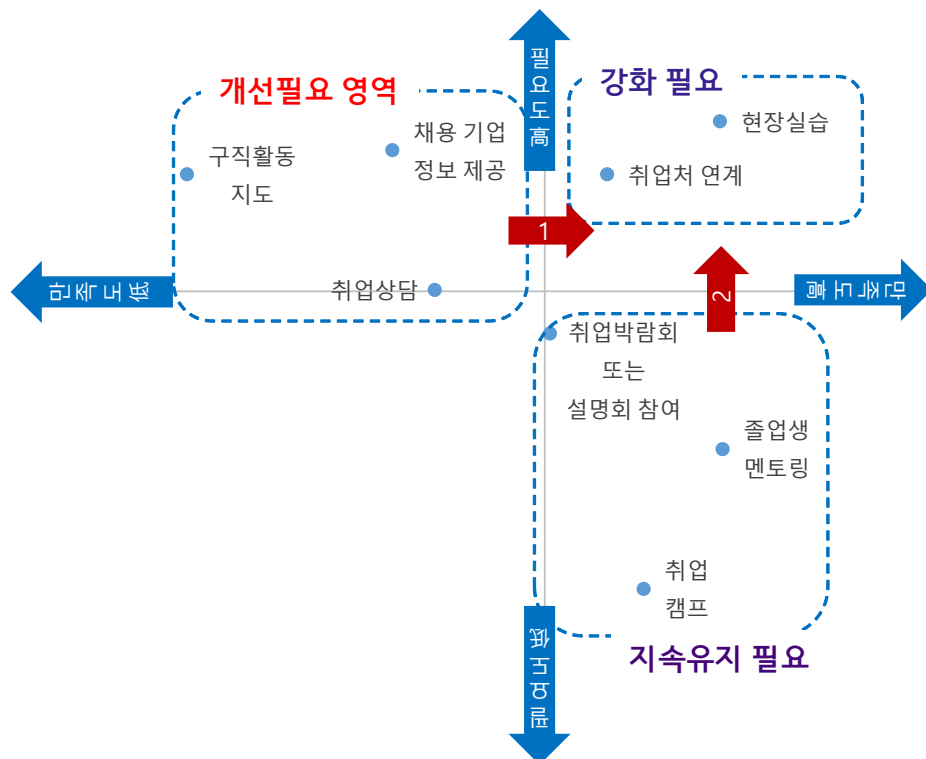 필요도高
개선필요 영역
강화 필요
현장실습
채용 기업
정보 제공
구직활동
지도
취업처 연계
1
만족도低
취업상담
2
만족도高
취업박람회
또는
설명회 참여
졸업생
멘토링
취업
캠프
필요도低
지속유지 필요